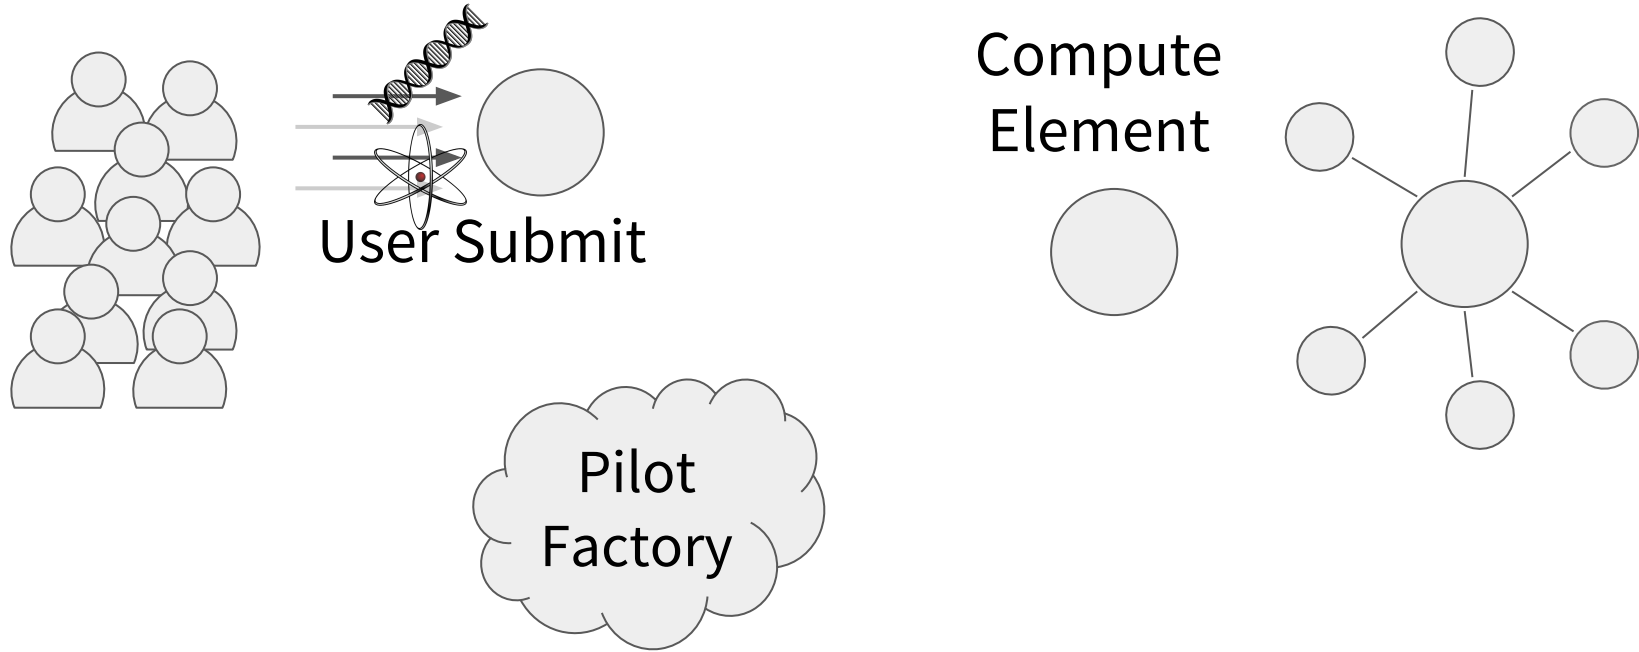 User Submit
Compute
Element
Pilot
Factory